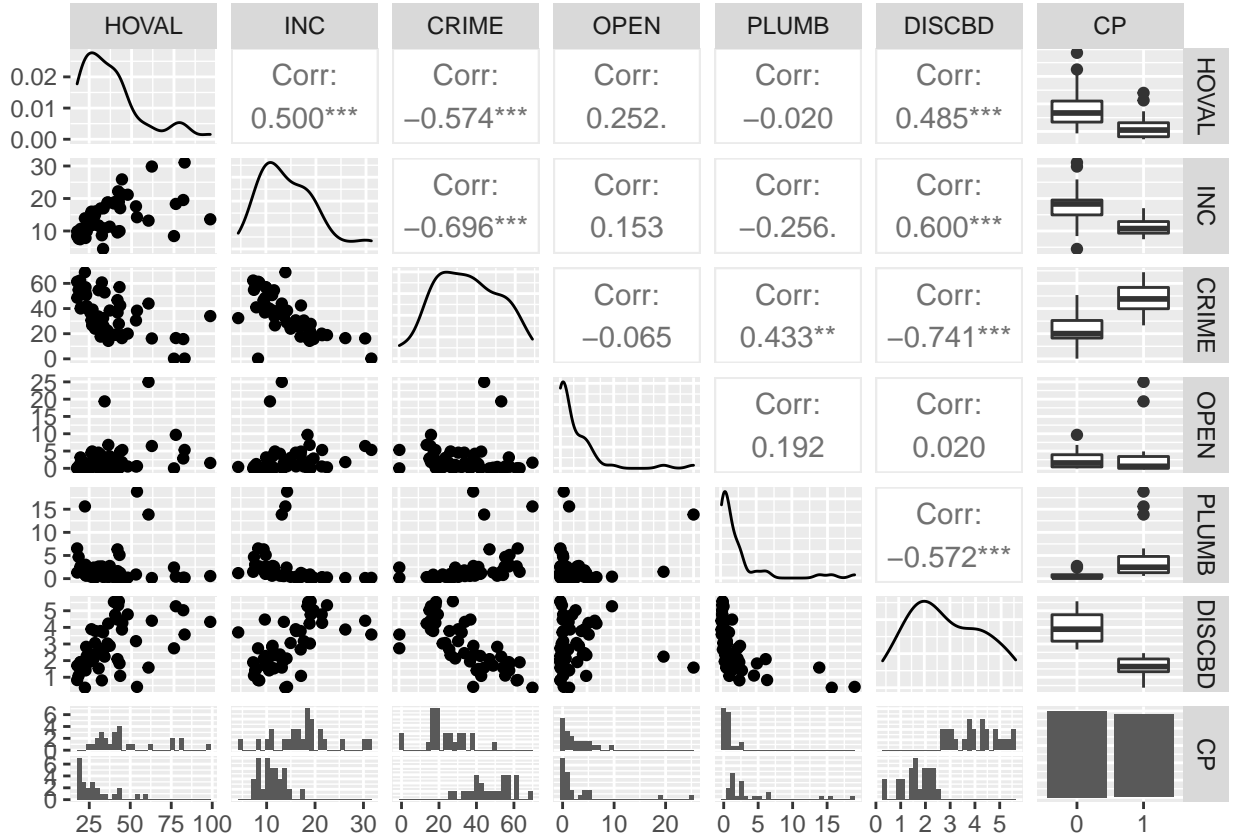 HOVAL INC CRIME OPEN PLUMB DISCBD CP
0.02
0.01
0.00
Corr:
0.500***
Corr:
−0.574***
Corr:
0.252.
Corr:
−0.020
Corr:
0.485***
HOVAL
30
20
10
Corr:
−0.696***
Corr:
0.153
Corr:
−0.256.
Corr:
0.600***
INC
60
40
20
0
Corr:
−0.065
Corr:
0.433**
Corr:
−0.741***
CRIME
25
20
15
10
5
0
Corr:
0.192
Corr:
0.020
OPEN
15
10
5
0
Corr:
−0.572***
PLUMB
5
4
3
2
1
DISCBD
6
4
2
0
6
4
2
0
CP
25 50 75 100 10 20 30 0 20 40 60 0 10 20 0 5 10 15 0 1 2 3 4 5 0 1